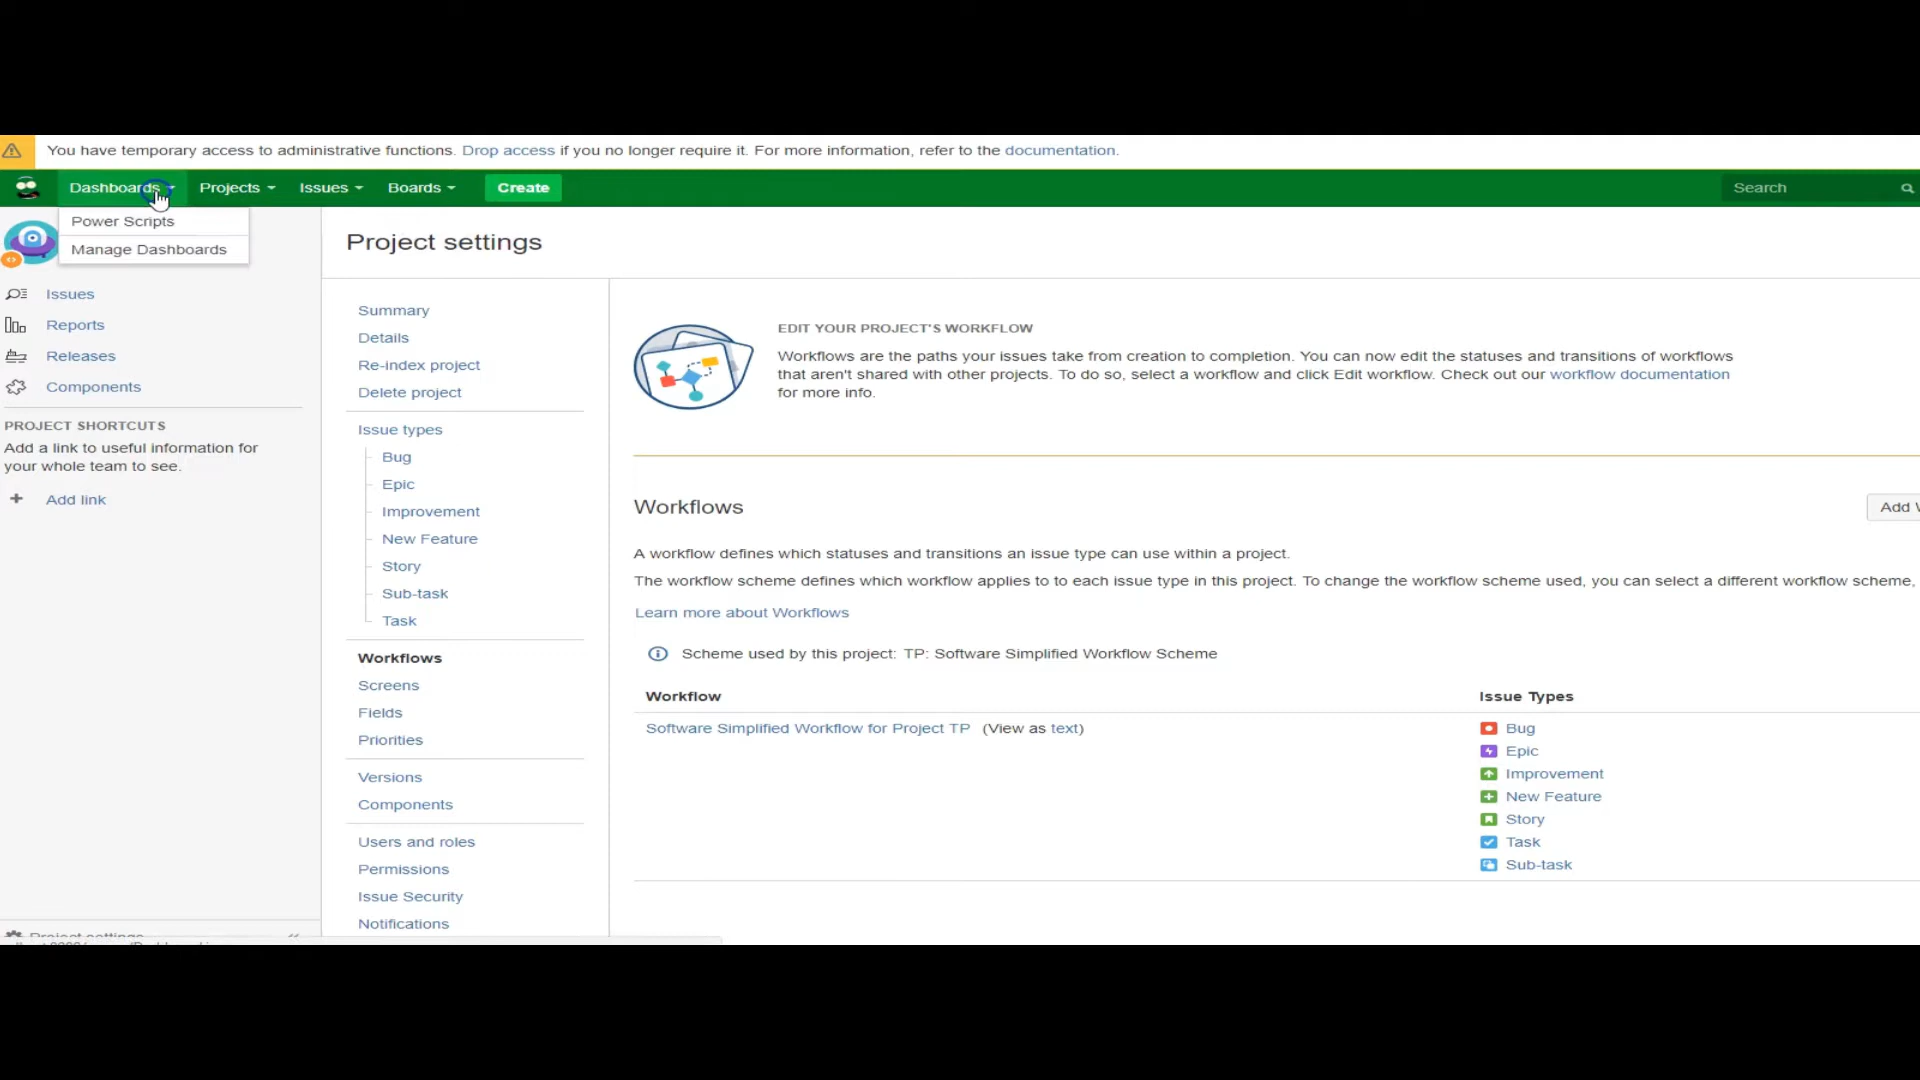 You have temporary access to administrative functions. Drop access if you no longer require it. For more information, refer to the documentation.
Dashboards Projects Issues Boards Create Search
Power Scripts
Manage Dashboards
Issues
Reports
Releases
Components
PROJECT SHORTCUTS
Add a link to useful information for
your whole team to see.
Add link
Project settings
Project settings
Summary
Details
Re-index project
Delete project
Issue types
Bug
Epic
Improvement
New Feature
Story
Sub-task
Task
Workflows
Screens
Fields
Priorities
Versions
Components
Users and roles
Permissions
Issue Security
Notifications
EDIT YOUR PROJECT'S WORKFLOW
Workflows are the paths your issues take from creation to completion. You can now edit the statuses and transitions of workflows
that aren't shared with other projects. To do so, select a workflow and click Edit workflow. Check out our workflow documentation
for more info.
Workflows
Add
A workflow defines which statuses and transitions an issue type can use within a project.
The workflow scheme defines which workflow applies to to each issue type in this project. To change the workflow scheme used, you can select a different workflow scheme,
Learn more about Workflows
Scheme used by this project: TP: Software Simplified Workflow Scheme
Workflow Issue Types
Software Simplified Workflow for Project TP (View as text)
Bug
Epic
Improvement
New Feature
Story
Task
Sub-task